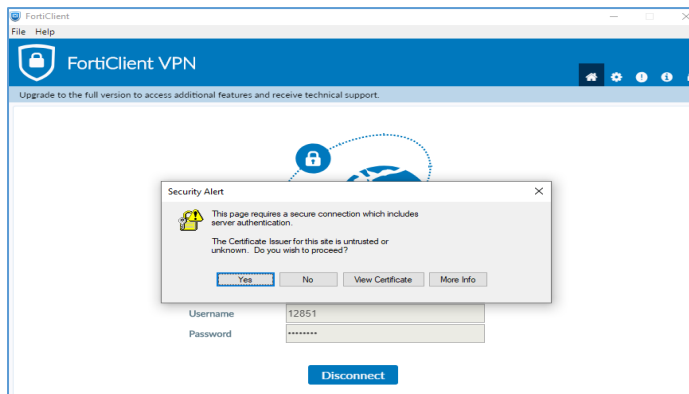 FortiClient
File Help
FortiClient VPN
Upgrade to the full version to access additional features and receive technical support.
Security Alert
This page requires a secure connection which includes
server authentication.
The Certificate Issuer for this site is untrusted or
unknown. Do you wish to proceed?
Yes No View Certificate More Info
Username 12851
Password ••••••••
Disconnect